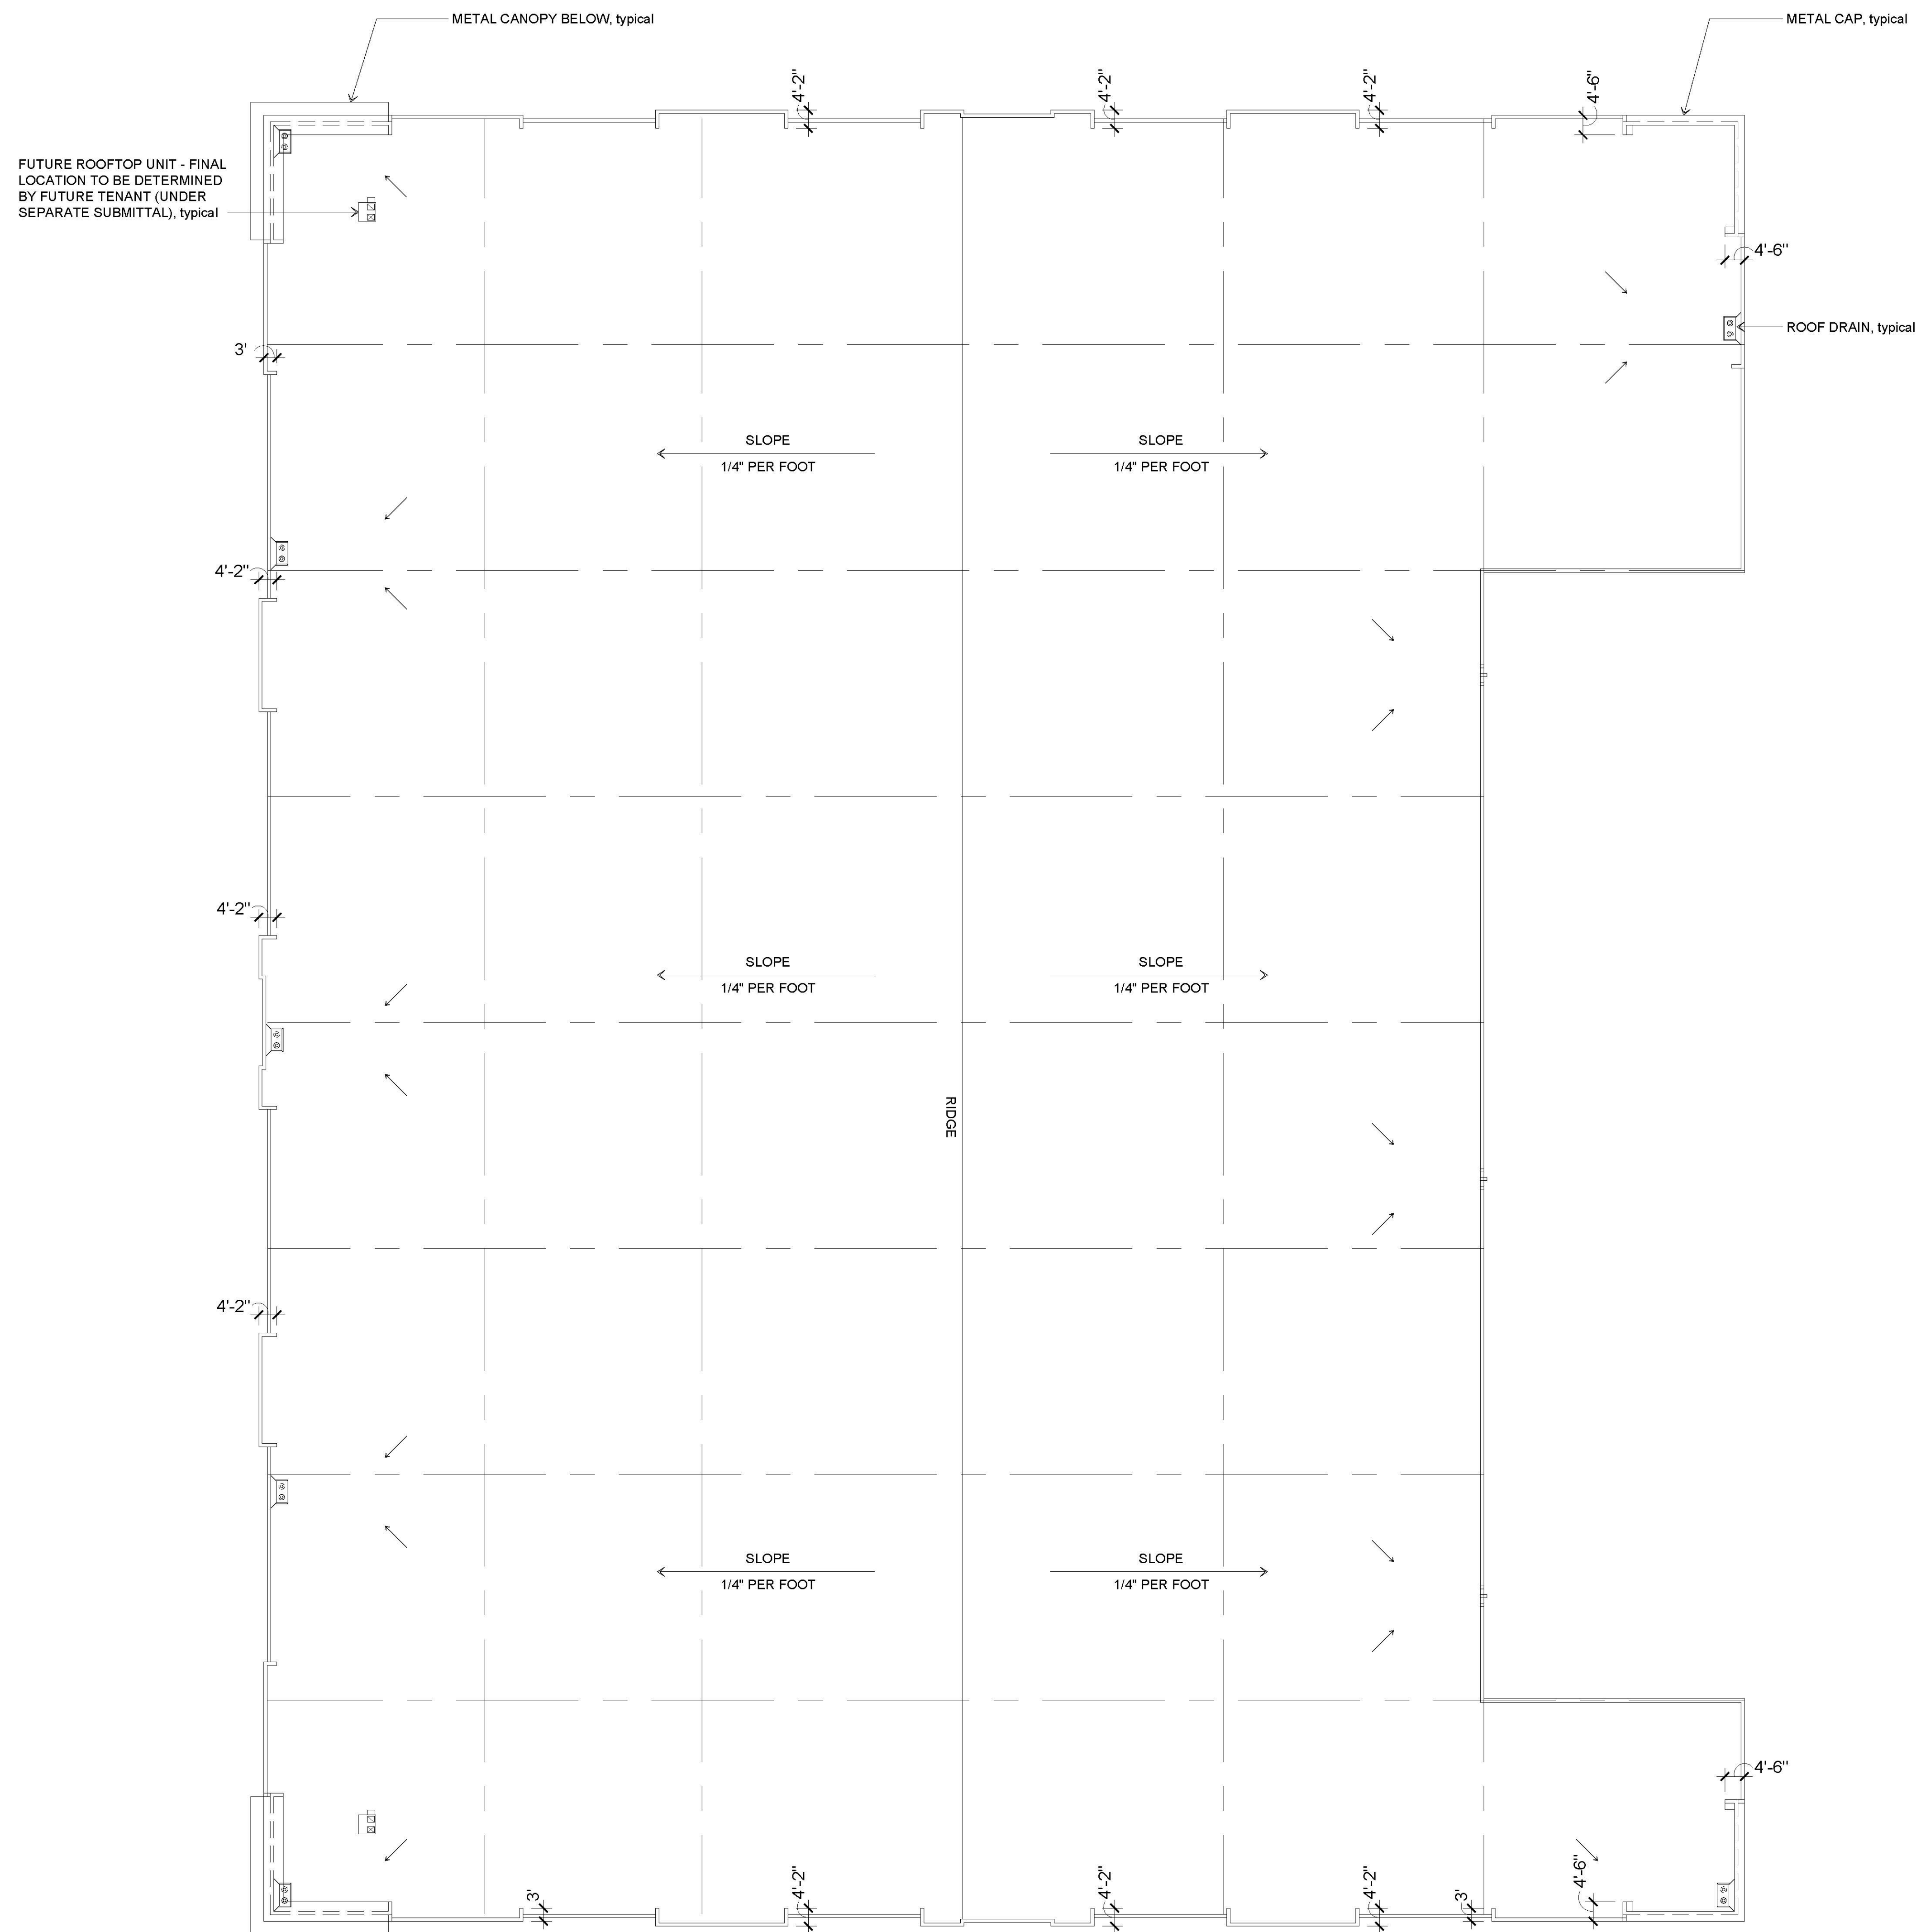 METAL CANOPY BELOW, typical
METAL CAP, typical
4'-2"
4'-2"
4'-2"
4'-6"
FUTURE ROOFTOP UNIT - FINAL
LOCATION TO BE DETERMINED
BY FUTURE TENANT (UNDER
SEPARATE SUBMITTAL), typical
4'-6"
ROOF DRAIN, typical
3'
SLOPE
1/4" PER FOOT
SLOPE
1/4" PER FOOT
4'-2"
4'-2"
SLOPE
1/4" PER FOOT
SLOPE
1/4" PER FOOT
RIDGE
4'-2"
SLOPE
1/4" PER FOOT
SLOPE
1/4" PER FOOT
4'-6"
3'
4'-2"
4'-2"
4'-2"
3'
4'-6"